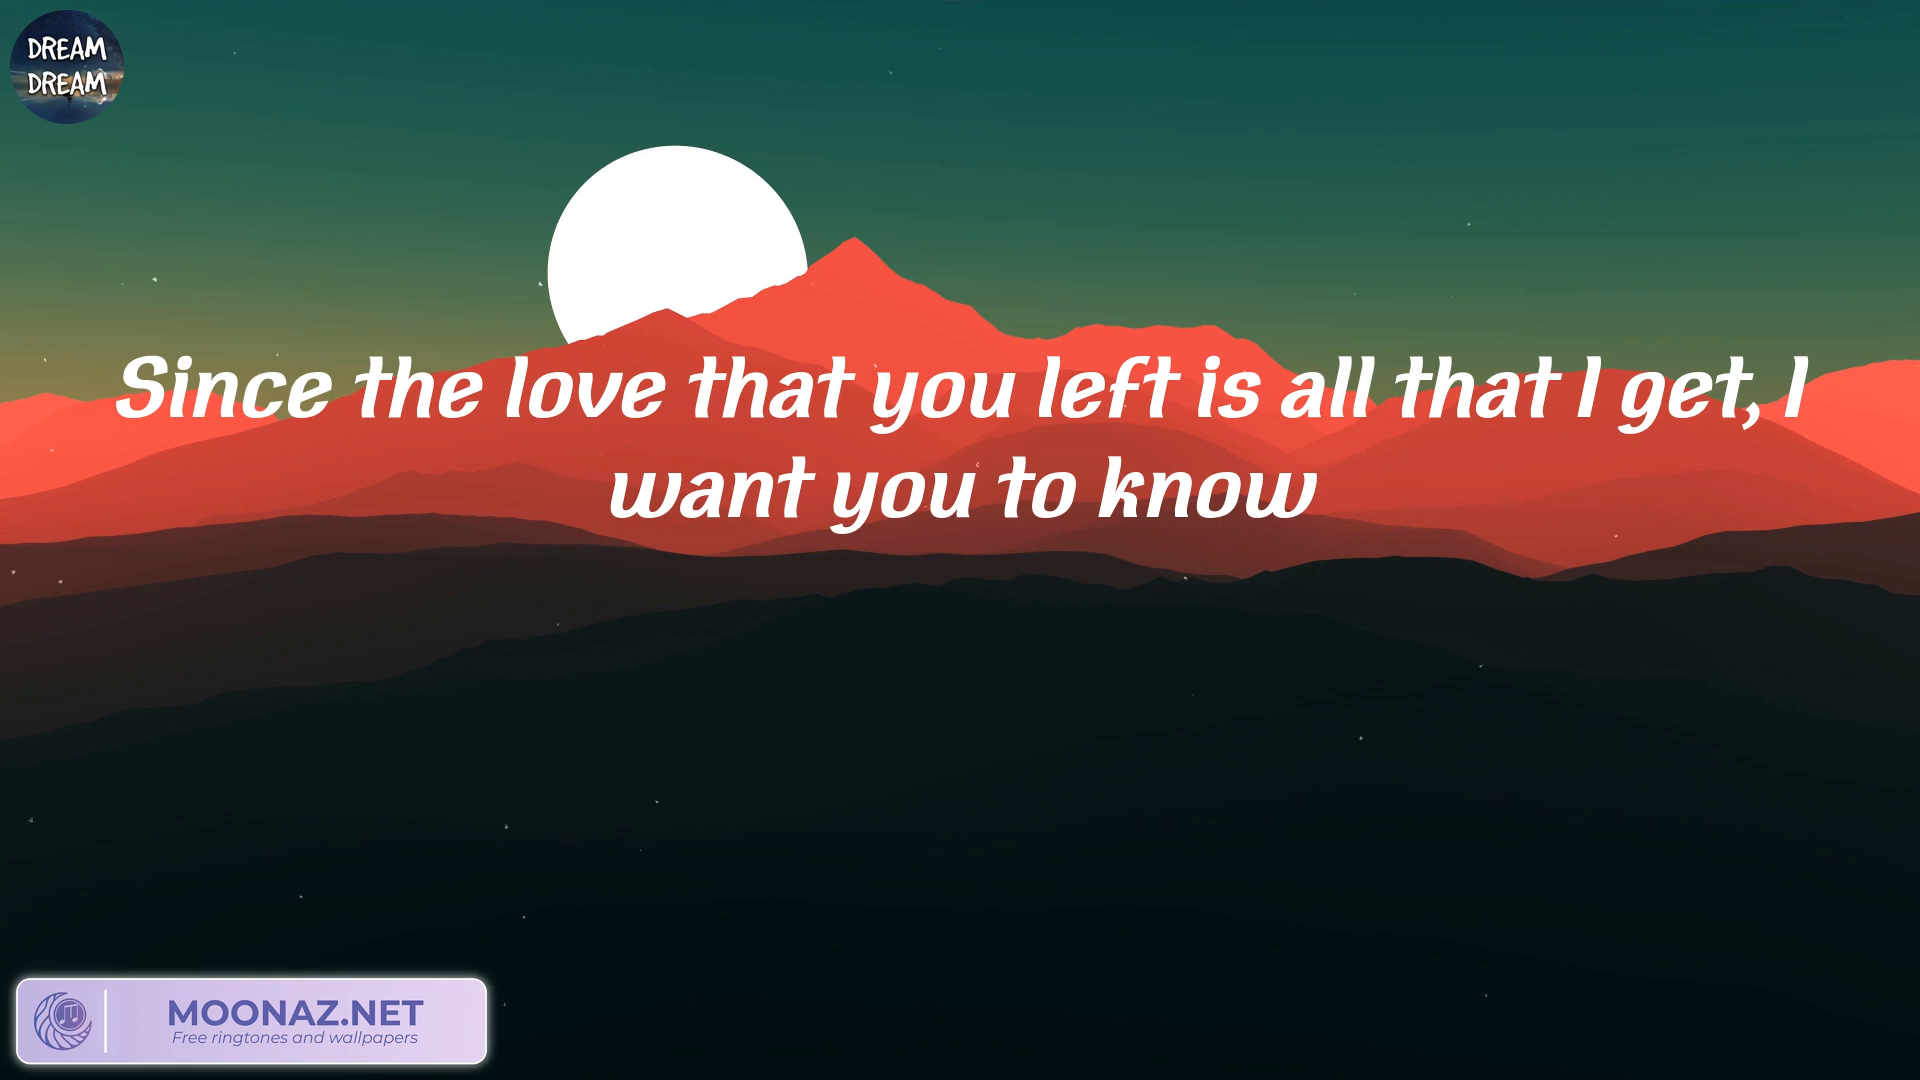 DREAM
DREAM
Since the love that you left is all that I get, I
want you to know
MOONAZ.NET
Free ringtones and wallpapers